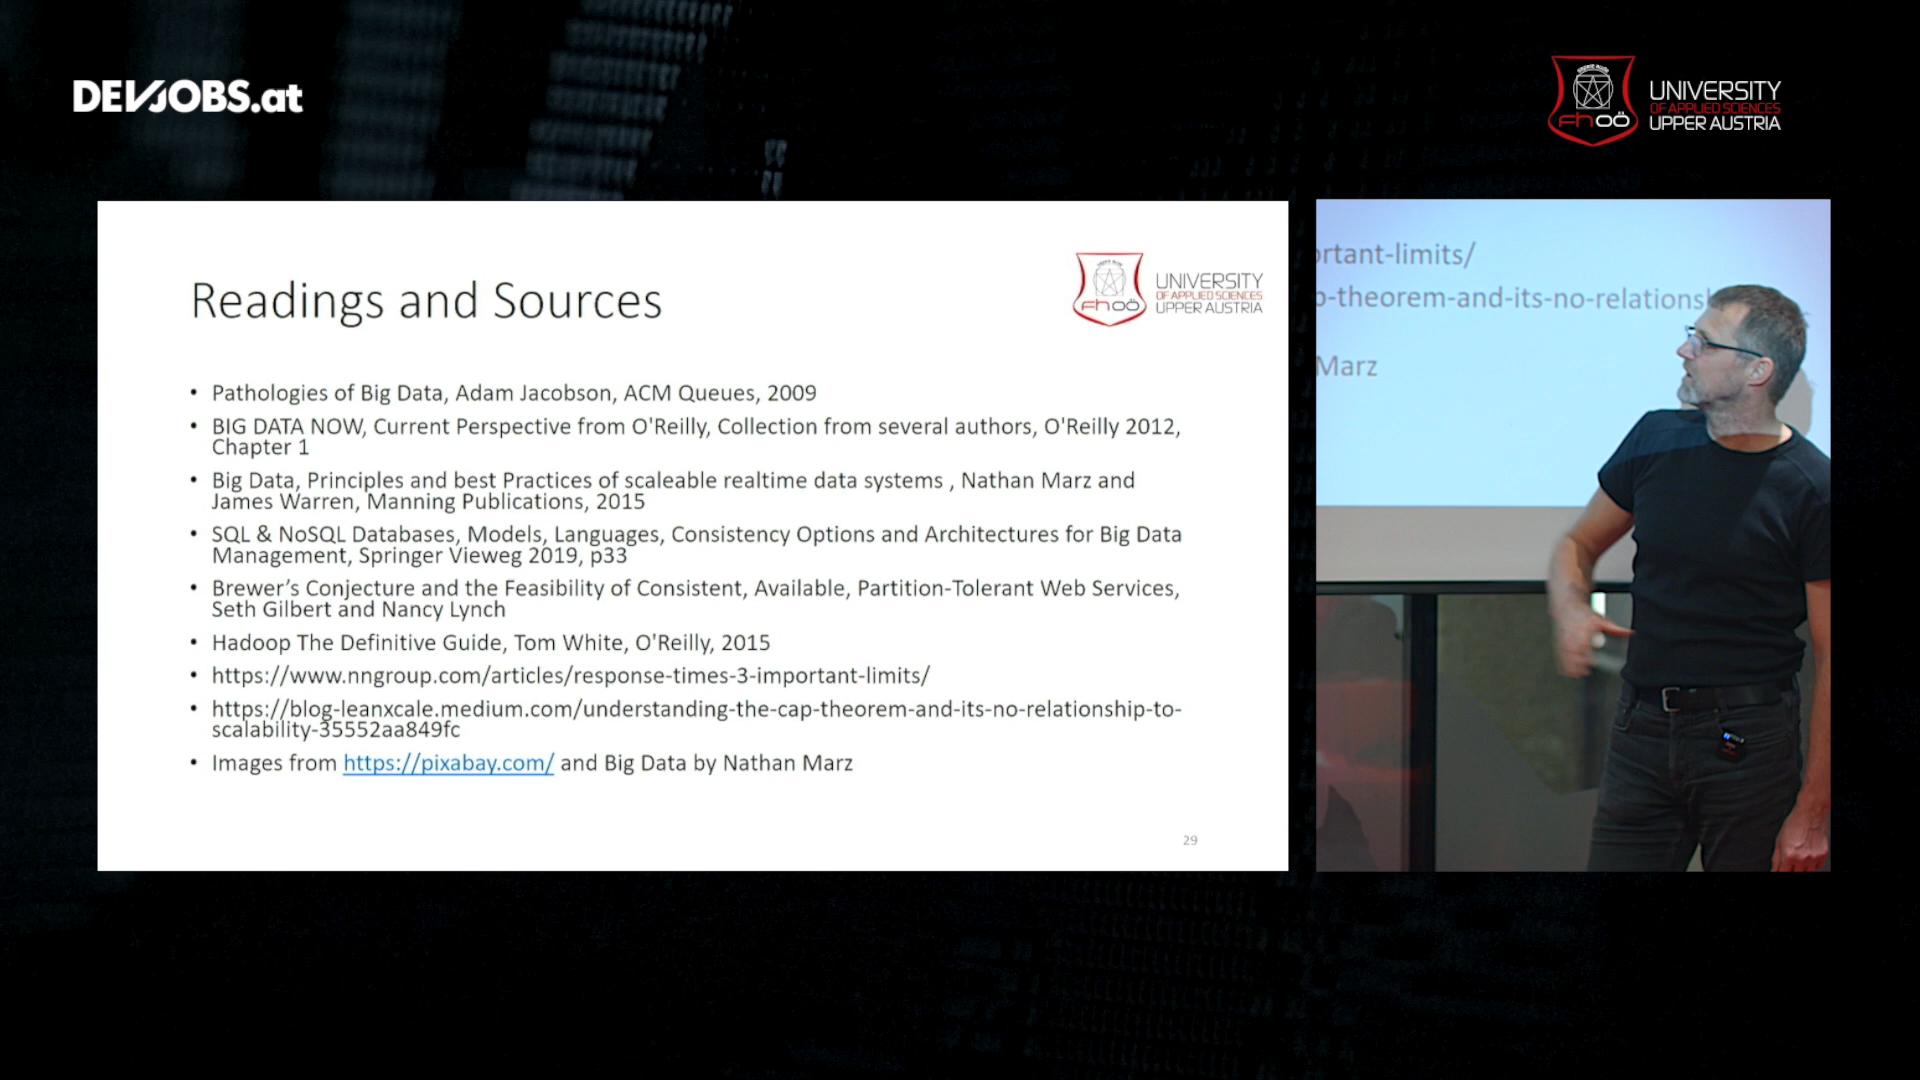 DEVJOBS.at
fhoö
UNIVERSITY
OF APPLIED SCIENCES
UPPER AUSTRIA
Readings and Sources
fhoö
UNIVERSITY
OF APPLIED SCIENCES
UPPER AUSTRIA
• Pathologies of Big Data, Adam Jacobson, ACM Queues, 2009
• BIG DATA NOW, Current Perspective from O'Reilly, Collection from several authors, O'Reilly 2012,
Chapter 1
• Big Data, Principles and best Practices of scaleable realtime data systems , Nathan Marz and
James Warren, Manning Publications, 2015
• SQL & NoSQL Databases, Models, Languages, Consistency Options and Architectures for Big Data
Management, Springer Vieweg 2019, p33
• Brewer's Conjecture and the Feasibility of Consistent, Available, Partition-Tolerant Web Services,
Seth Gilbert and Nancy Lynch
• Hadoop The Definitive Guide, Tom White, O'Reilly, 2015
• https://www.nngroup.com/articles/response-times-3-important-limits/
• https://blog-leanxcale.medium.com/understanding-the-cap-theorem-and-its-no-relationship-to-
scalability-35552aa849fc
• Images from https://pixabay.com/ and Big Data by Nathan Marz
29
ortant-limits/
p-theorem-and-its-no-relations
Marz